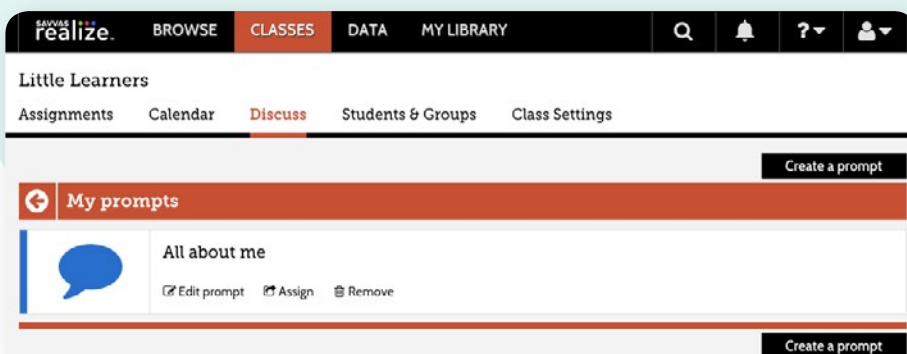 SAVVAS realize. BROWSE CLASSES DATA MY LIBRARY ?
Little Learners
Assignments Calendar Discuss Students & Groups Class Settings
Create a prompt
My prompts
All about me
Edit prompt Assign Remove
Create a prompt